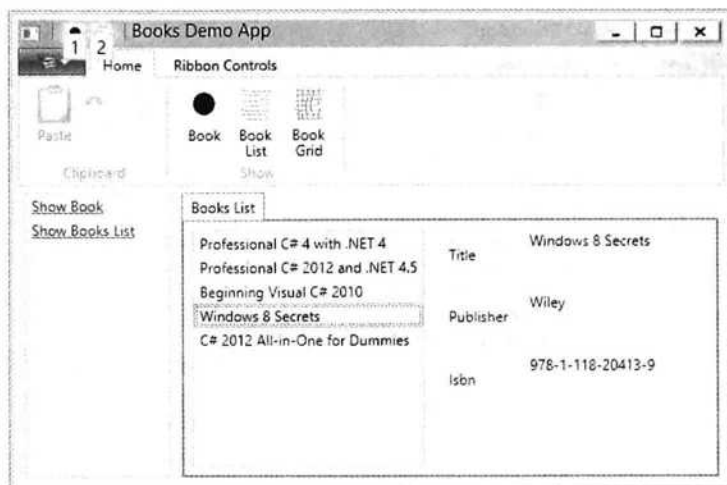 Books Demo App
1 2
Home Ribbon Controls
Paste
Book Book List Book Grid
Clipboard Show
Show Book
Show Books List
Books List
Professional C# 4 with .NET 4
Professional C# 2012 and .NET 4.5
Beginning Visual C# 2010
Windows 8 Secrets
C# 2012 All-in-One for Dummies
Title Windows 8 Secrets
Publisher Wiley
Isbn 978-1-118-20413-9